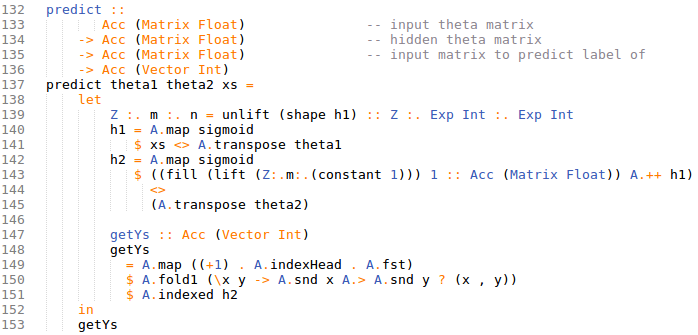 132 predict ::
133        Acc (Matrix Float)               -- input theta matrix
134     -> Acc (Matrix Float)               -- hidden theta matrix
135     -> Acc (Matrix Float)               -- input matrix to predict label of
136     -> Acc (Vector Int)
137 predict theta1 theta2 xs =
138     let
139         Z :. m :. n = unlift (shape h1) :: Z :. Exp Int :. Exp Int
140         h1 = A.map sigmoid
141            $ xs <> A.transpose theta1
142         h2 = A.map sigmoid
143            $ ((fill (lift (Z:.m:.(constant 1))) 1 :: Acc (Matrix Float)) A.++ h1)
144              <>
145              (A.transpose theta2)
146
147         getYs :: Acc (Vector Int)
148         getYs
149           = A.map ((+1) . A.indexHead . A.fst)
150           $ A.fold1 (\x y -> A.snd x A.> A.snd y ? (x , y))
151           $ A.indexed h2
152     in
153     getYs